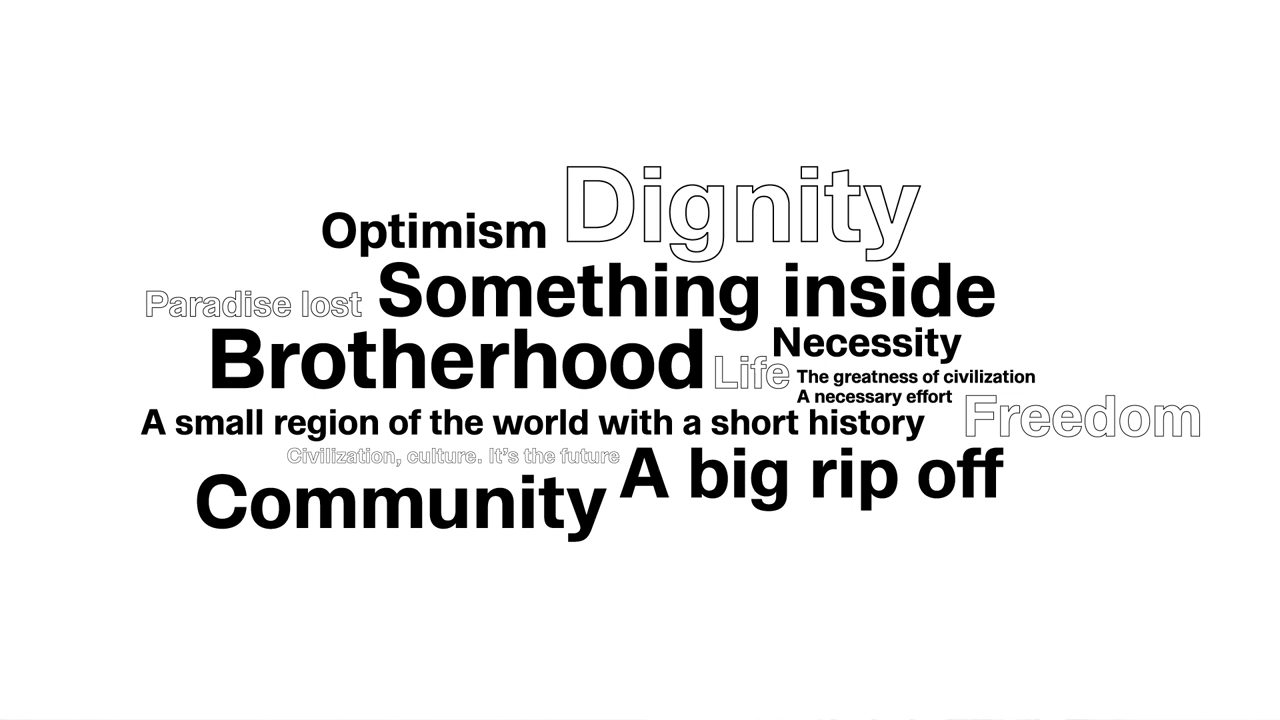 Dignity
Optimism
Something inside
Paradise lost
Brotherhood
Necessity
Life
The greatness of civilization
A necessary effort
Freedom
A small region of the world with a short history
Civilization, culture. It's the future
A big rip off
Community